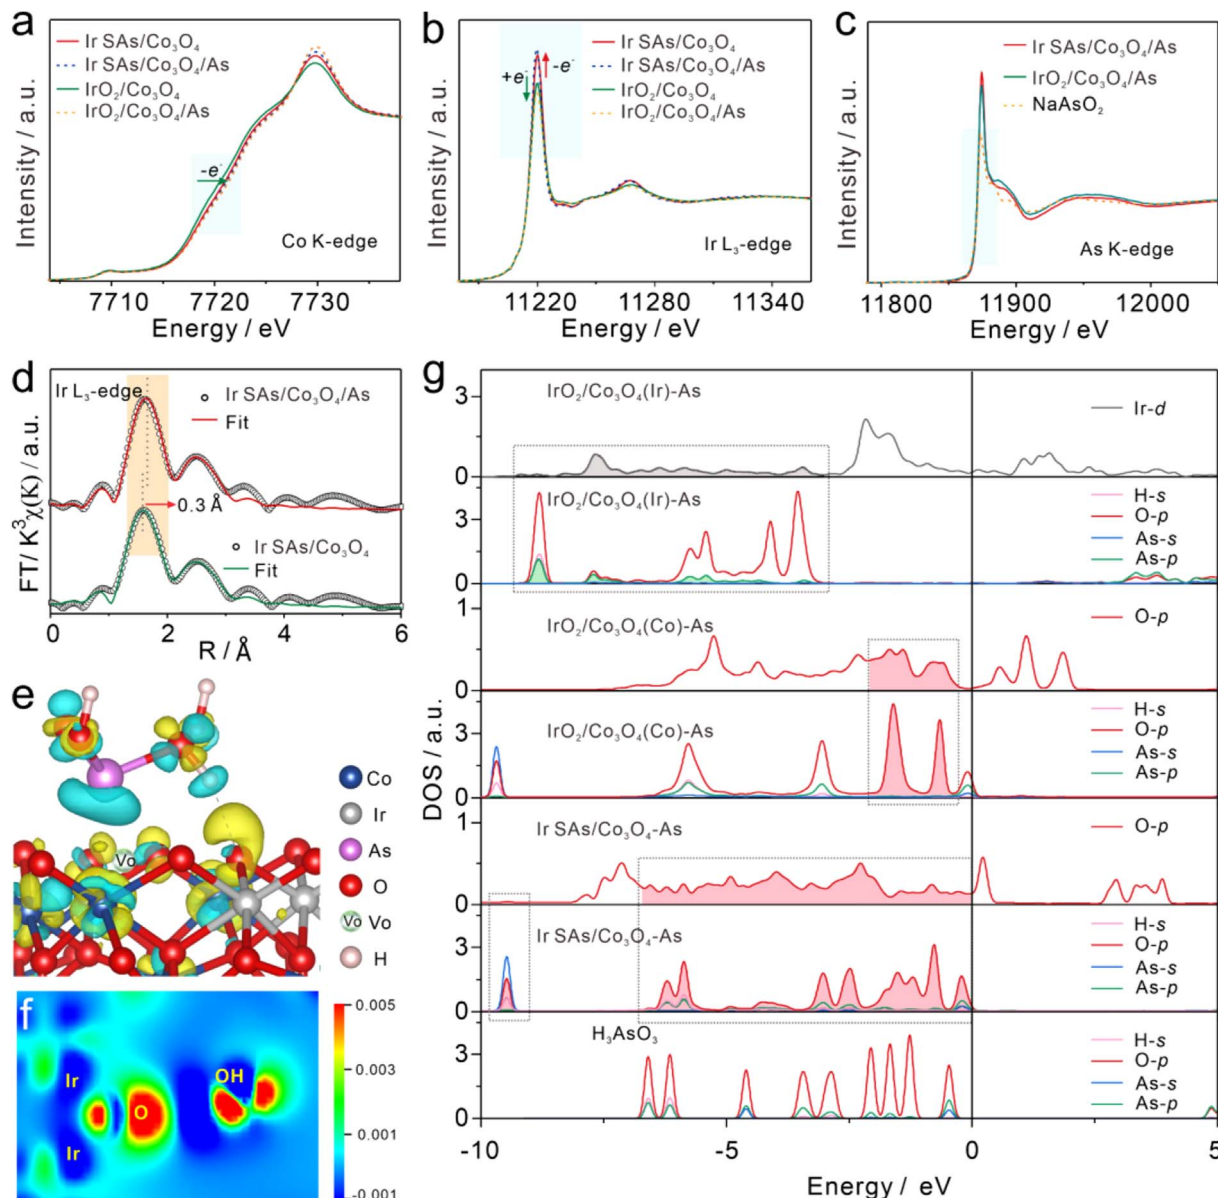 a
Intensity / a.u.
Ir SAs/Co₃O₄
Ir SAs/Co₃O₄/As
IrO₂/Co₃O₄
IrO₂/Co₃O₄/As
-e⁻
Co K-edge
7710 7720 7730
Energy / eV
b
Intensity / a.u.
Ir SAs/Co₃O₄
Ir SAs/Co₃O₄/As
IrO₂/Co₃O₄
IrO₂/Co₃O₄/As
+e⁻ -e⁻
Ir L₃-edge
11220 11280 11340
Energy / eV
c
Intensity / a.u.
Ir SAs/Co₃O₄/As
IrO₂/Co₃O₄/As
NaAsO₂
As K-edge
11800 11900 12000
Energy / eV
d
FT/ K³χ(K) / a.u.
Ir L₃-edge
Ir SAs/Co₃O₄/As
Fit
0.3 Å
Ir SAs/Co₃O₄
Fit
0 2 4 6
R / Å
e
Vo
Co
Ir
As
O
Vo Vo
H
f
Ir
O
OH
Ir
0.005
0.003
0.001
-0.001
g
DOS / a.u.
3
0
IrO₂/Co₃O₄(Ir)-As
Ir-d
3
0
IrO₂/Co₃O₄(Ir)-As
H-s
O-p
As-s
As-p
1
0
IrO₂/Co₃O₄(Co)-As
O-p
3
0
IrO₂/Co₃O₄(Co)-As
H-s
O-p
As-s
As-p
1
0
Ir SAs/Co₃O₄-As
O-p
3
0
Ir SAs/Co₃O₄-As
H-s
O-p
As-s
As-p
3
0
H₃AsO₃
H-s
O-p
As-s
As-p
-10 -5 0 5
Energy / eV